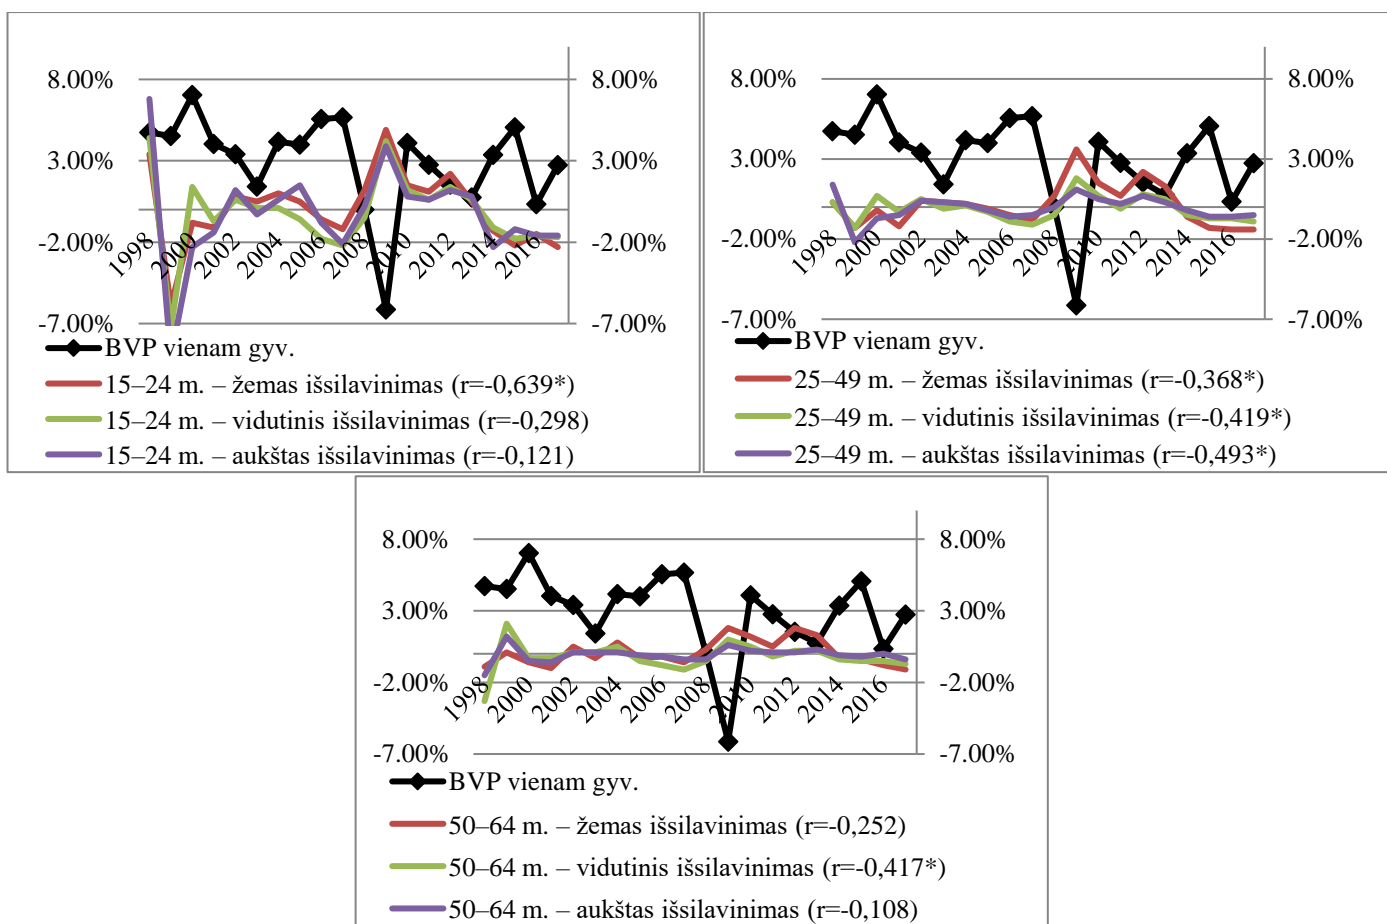 8.00% 8.00%
3.00% 3.00%
-2.00% -2.00%
-7.00% -7.00%
1998 2000 2002 2004 2006 2008 2010 2012 2014 2016
BVP vienam gyv.
15–24 m. – žemas išsilavinimas (r=-0,639*)
15–24 m. – vidutinis išsilavinimas (r=-0,298)
15–24 m. – aukštas išsilavinimas (r=-0,121)
8.00% 8.00%
3.00% 3.00%
-2.00% -2.00%
-7.00% -7.00%
1998 2000 2002 2004 2006 2008 2010 2012 2014 2016
BVP vienam gyv.
25–49 m. – žemas išsilavinimas (r=-0,368*)
25–49 m. – vidutinis išsilavinimas (r=-0,419*)
25–49 m. – aukštas išsilavinimas (r=-0,493*)
8.00% 8.00%
3.00% 3.00%
-2.00% -2.00%
-7.00% -7.00%
1998 2000 2002 2004 2006 2008 2010 2012 2014 2016
BVP vienam gyv.
50–64 m. – žemas išsilavinimas (r=-0,252)
50–64 m. – vidutinis išsilavinimas (r=-0,417*)
50–64 m. – aukštas išsilavinimas (r=-0,108)